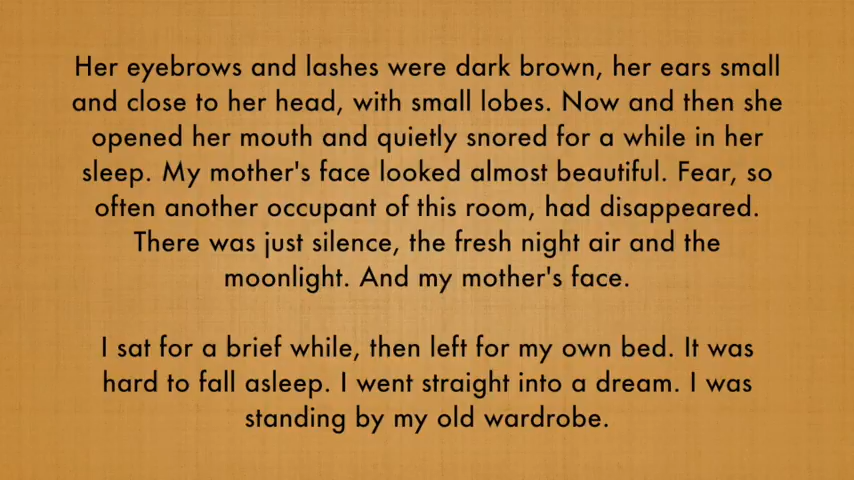 Her eyebrows and lashes were dark brown, her ears small
and close to her head, with small lobes. Now and then she
opened her mouth and quietly snored for a while in her
sleep. My mother's face looked almost beautiful. Fear, so
often another occupant of this room, had disappeared.
There was just silence, the fresh night air and the
moonlight. And my mother's face.
I sat for a brief while, then left for my own bed. It was
hard to fall asleep. I went straight into a dream. I was
standing by my old wardrobe.